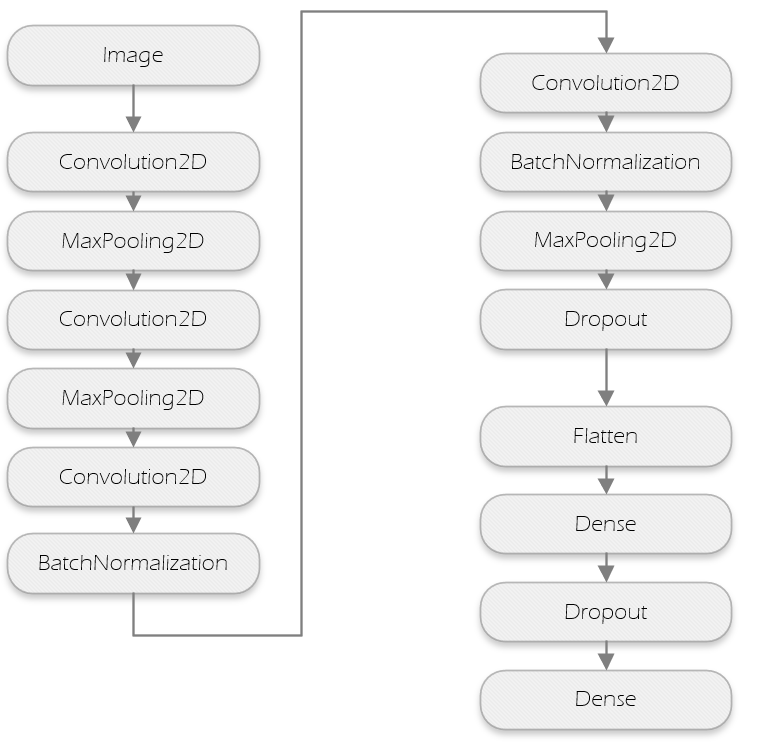 Image
Convolution2D
MaxPooling2D
Convolution2D
MaxPooling2D
Convolution2D
BatchNormalization
Convolution2D
BatchNormalization
MaxPooling2D
Dropout
Flatten
Dense
Dropout
Dense